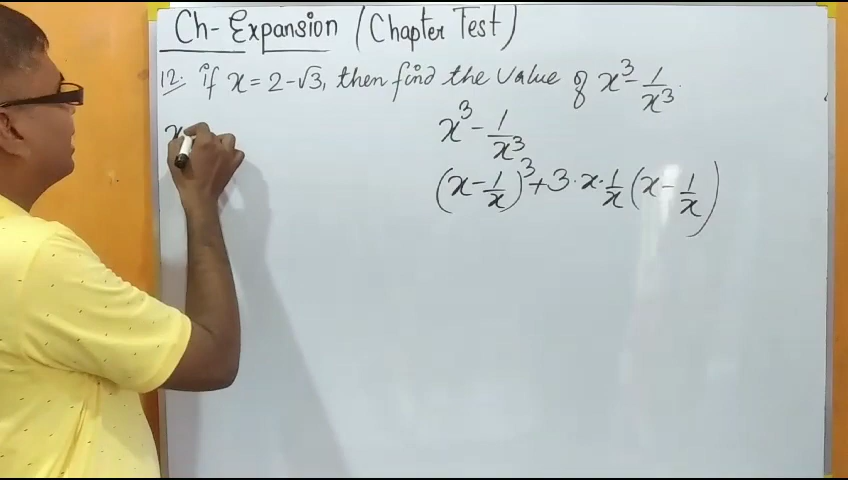 Ch- Expansion (Chapter Test)
12. if x = 2-√3, then find the value of x³ - 1/x³.
x³ - 1/x³
(x - 1/x)³ + 3·x·1/x (x - 1/x)
x